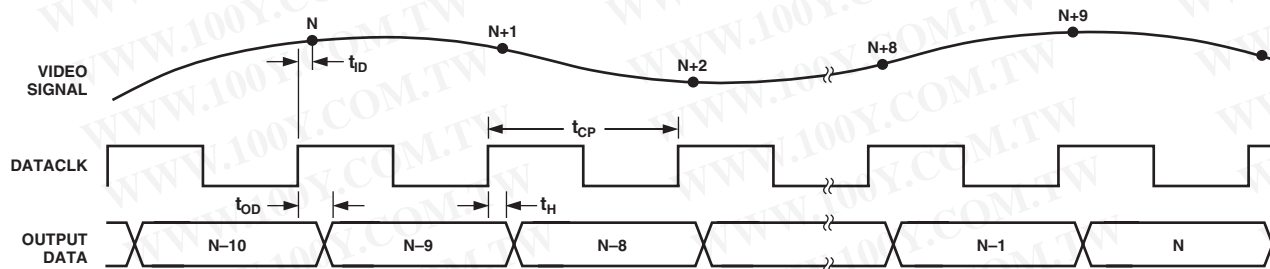 N
N+1
N+2
N+8
N+9
VIDEO
SIGNAL
tID
tCP
DATACLK
tOD
tH
OUTPUT
DATA
N–10
N–9
N–8
N–1
N
WWW.100Y.COM.TW